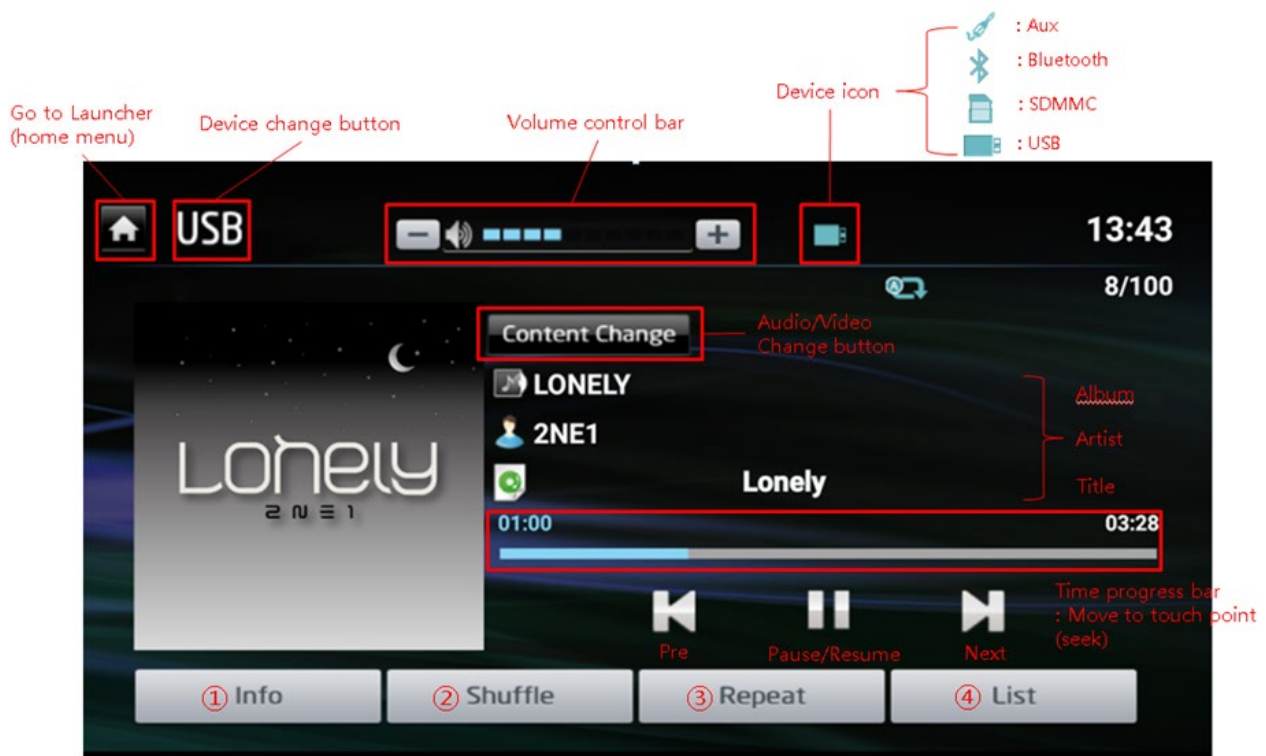 : Aux
: Bluetooth
Device icon
: SDMMC
: USB
Go to Launcher
(home menu)
Device change button
Volume control bar
USB
13:43
8/100
Content Change
Audio/Video
Change button
LONELY
Album
2NE1
Artist
Lonely
Title
LONELY
2NE1
01:00
03:28
Time progress bar
: Move to touch point
(seek)
Pre
Pause/Resume
Next
① Info
② Shuffle
③ Repeat
④ List